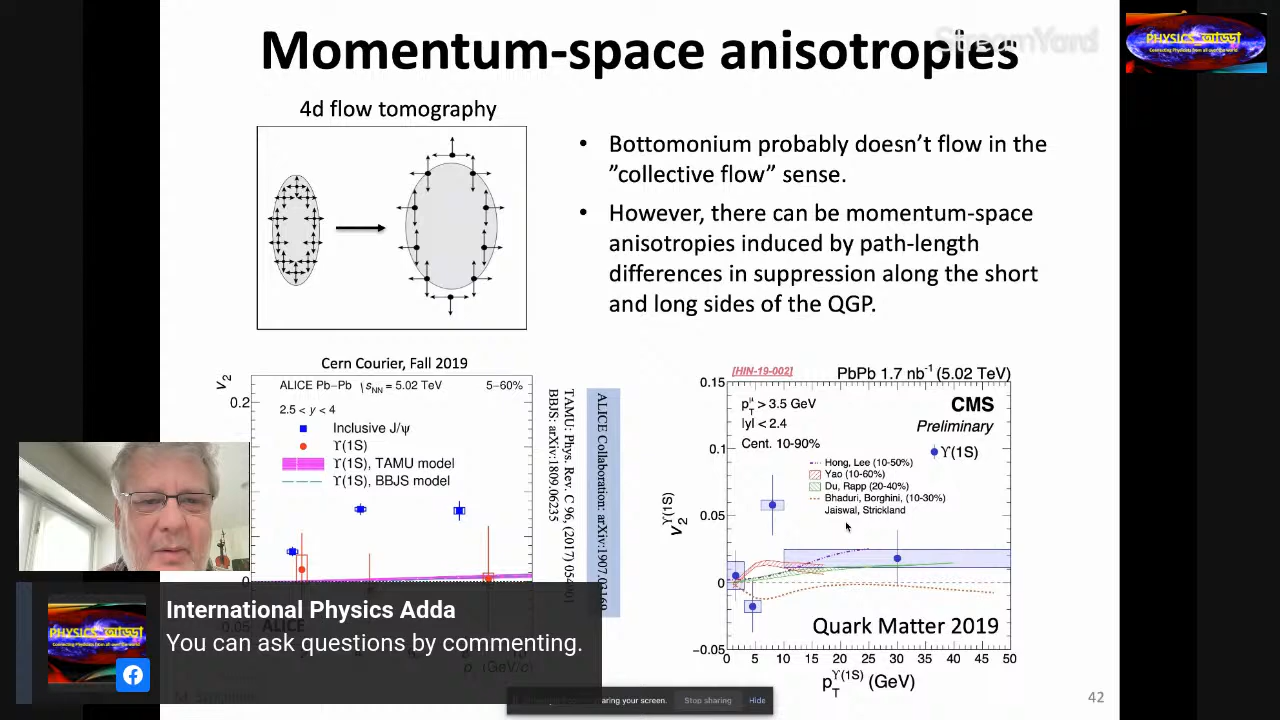 Momentum-space anisotropies
StreamYard
4d flow tomography
• Bottomonium probably doesn't flow in the
"collective flow" sense.
• However, there can be momentum-space
anisotropies induced by path-length
differences in suppression along the short
and long sides of the QGP.
Cern Courier, Fall 2019
v2
0.2
0
ALICE Pb−Pb √sNN = 5.02 TeV 5-60%
2.5 < y < 4
Inclusive J/ψ
ϒ(1S)
ϒ(1S), TAMU model
ϒ(1S), BBJS model
ALICE
ALICE Collaboration: arXiv:1907.03169
TAMU: Phys. Rev. C 96, (2017) 054901
BBJS: arXiv:1809.06235
[HIN-19-002]
PbPb 1.7 nb-1 (5.02 TeV)
pTμ > 3.5 GeV
|y| < 2.4
Cent. 10-90%
CMS
Preliminary
ϒ(1S)
Hong, Lee (10-50%)
Yao (10-60%)
Du, Rapp (20-40%)
Bhaduri, Borghini, (10-30%)
Jaiswal, Strickland
v2ϒ(1S)
0.15
0.1
0.05
0
−0.05
0 5 10 15 20 25 30 35 40 45 50
Quark Matter 2019
pTϒ(1S) (GeV)
International Physics Adda
You can ask questions by commenting.
(GeV/c)
sharing your screen.
Stop sharing
Hide
42